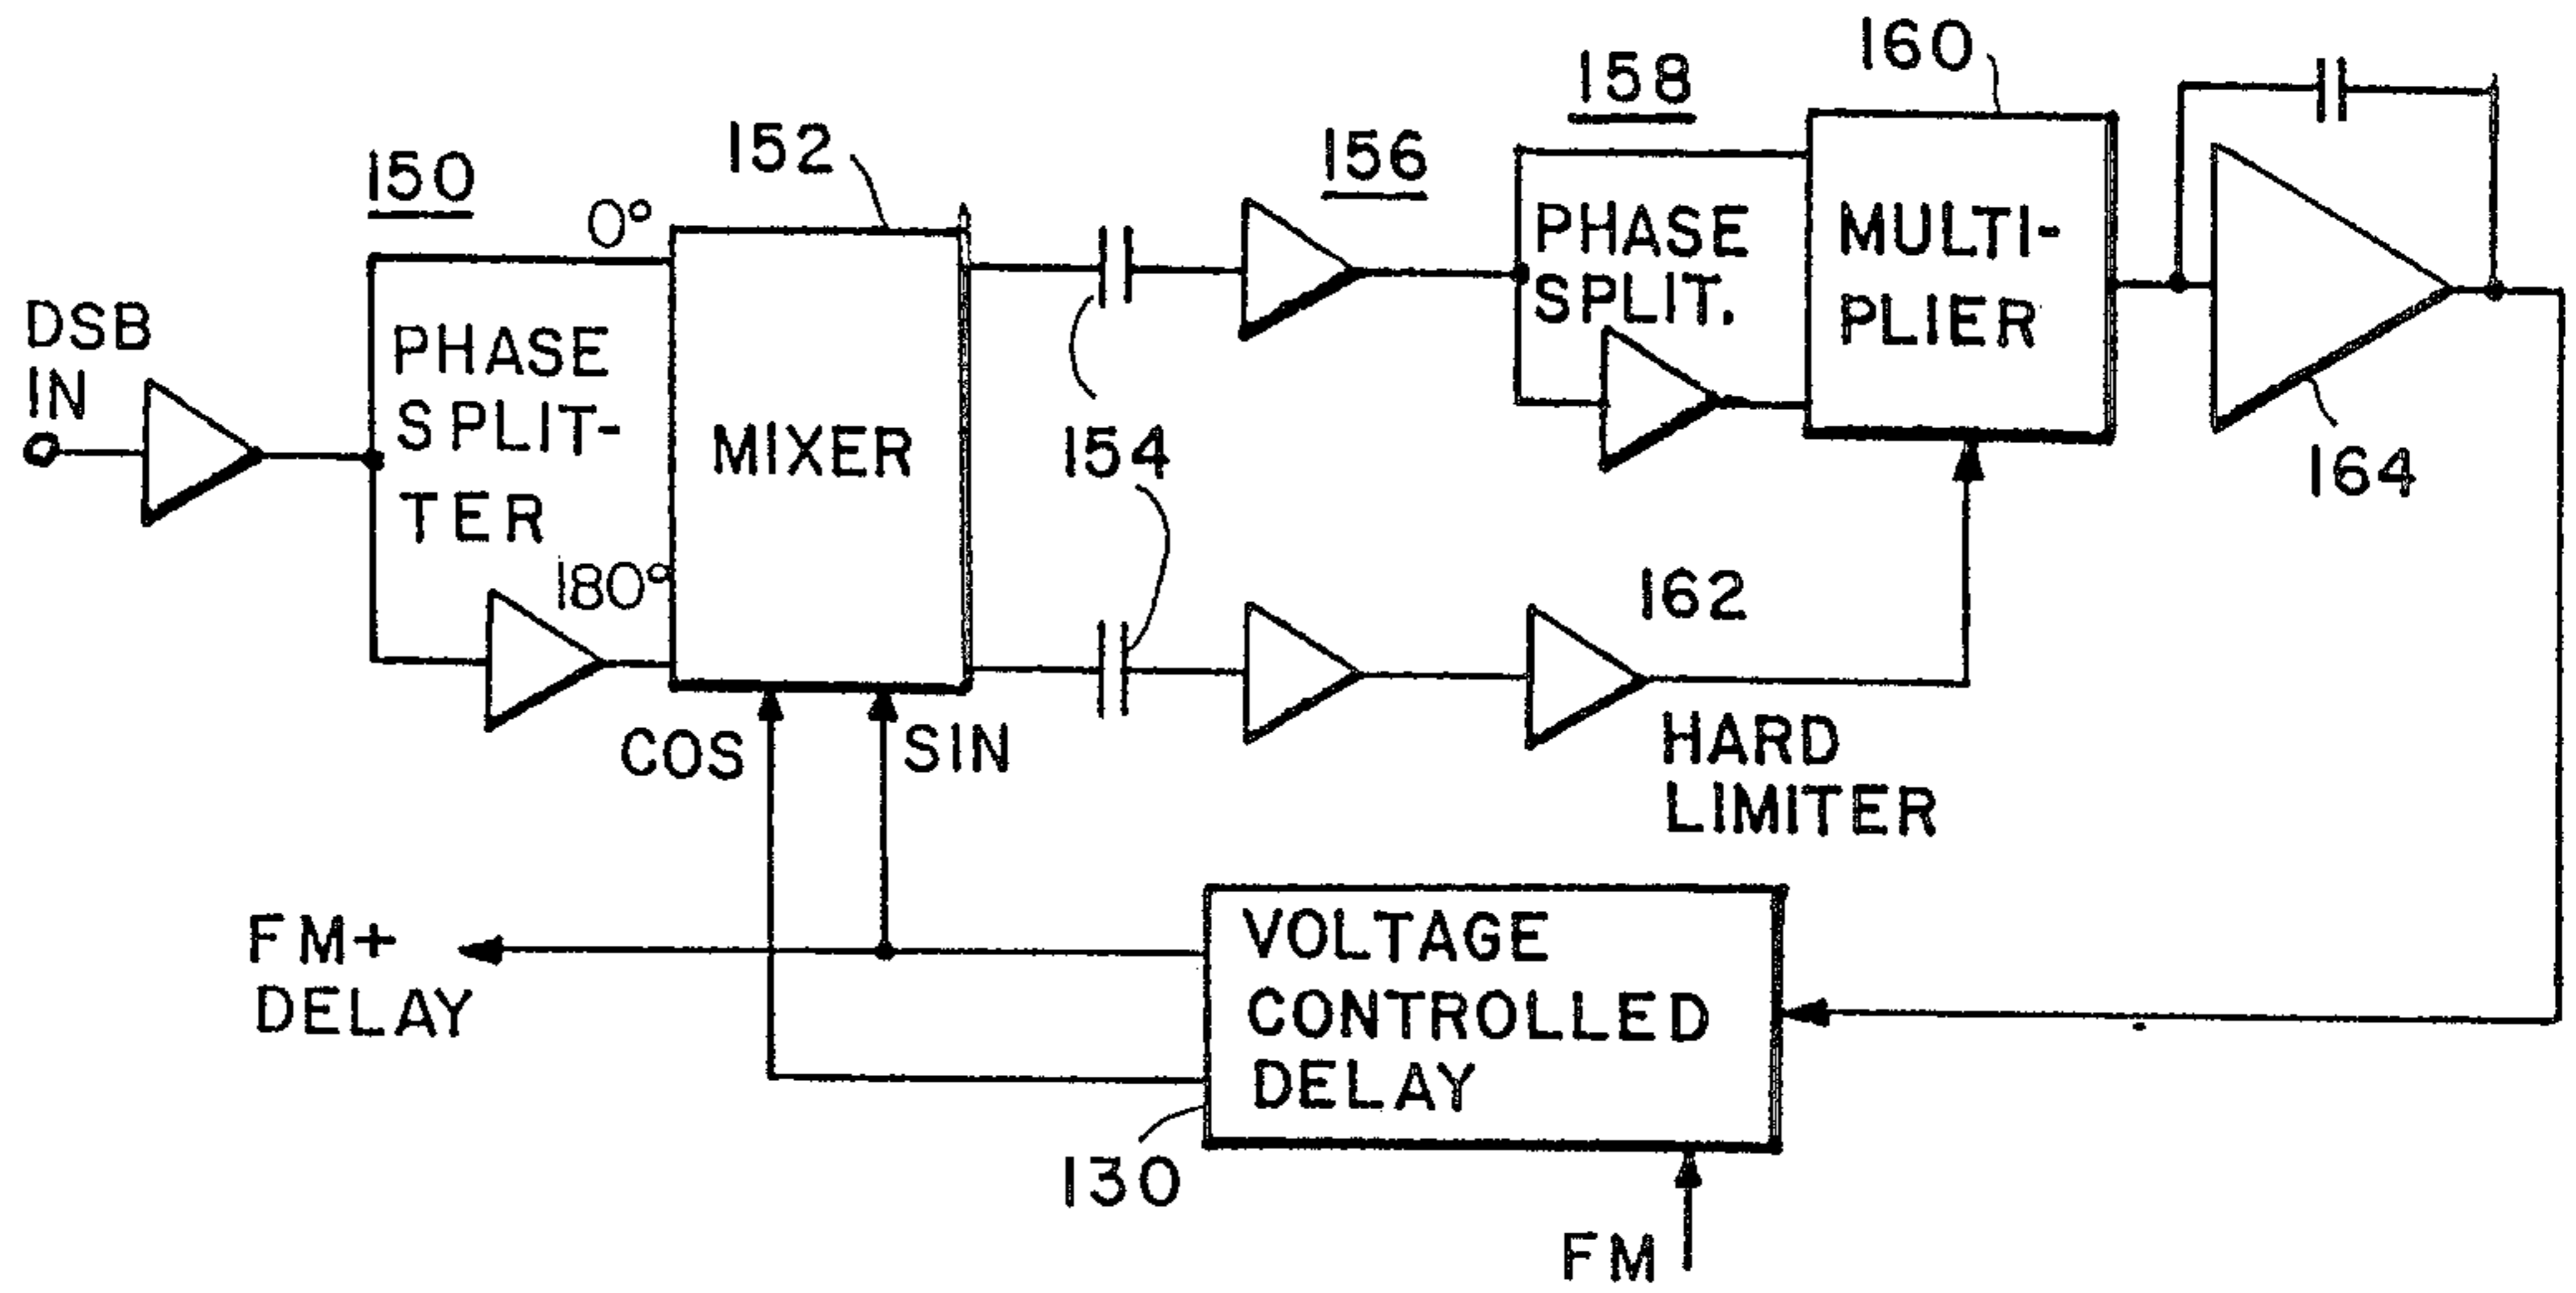 160
158
152
156
150
0°
PHASE
SPLIT.
MULTI-
PLIER
DSB
IN
PHASE
SPLIT-
TER
MIXER
154
164
180°
162
COS
SIN
HARD
LIMITER
FM+
DELAY
VOLTAGE
CONTROLLED
DELAY
130
FM